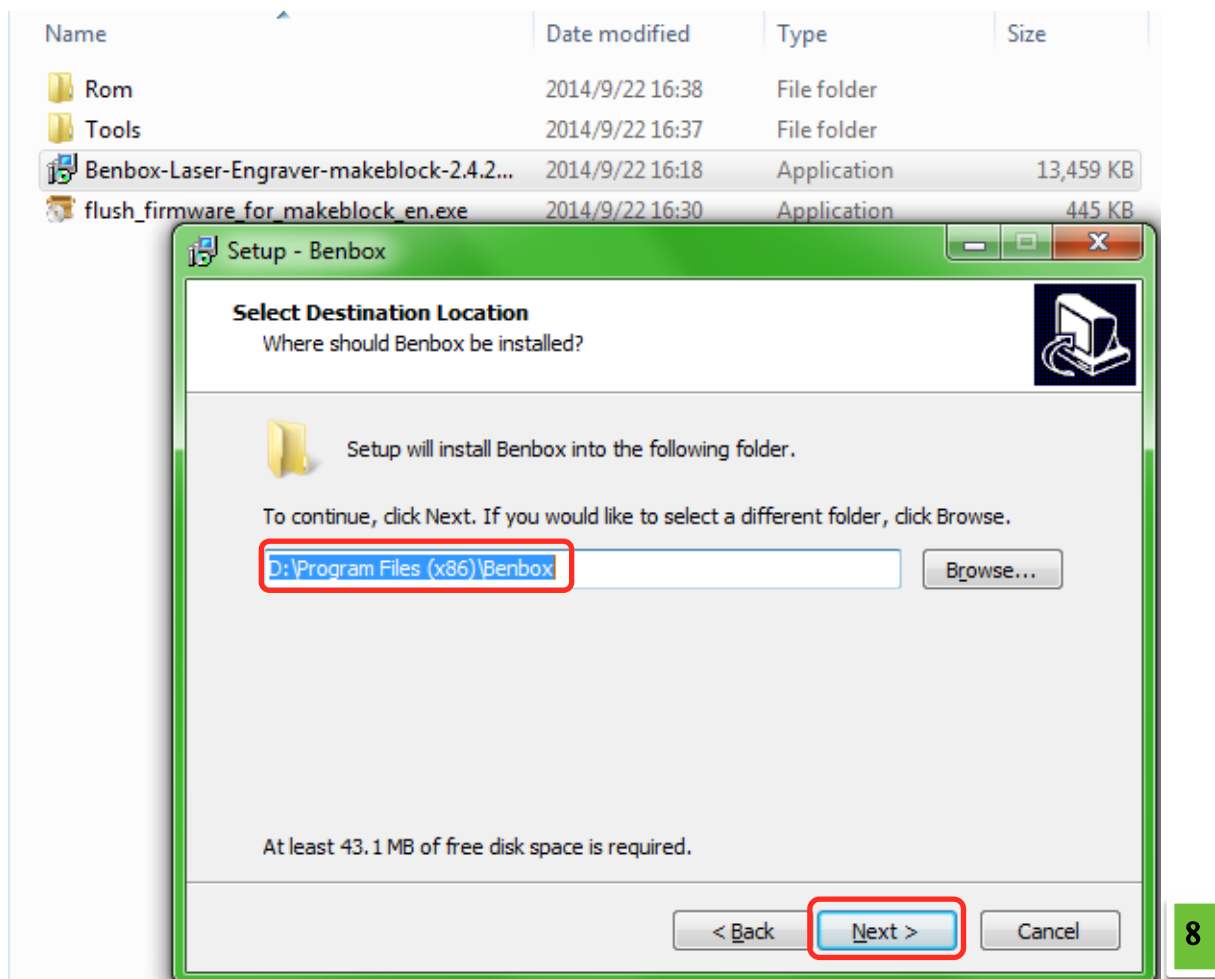 Name Date modified Type Size
Rom 2014/9/22 16:38 File folder
Tools 2014/9/22 16:37 File folder
Benbox-Laser-Engraver-makeblock-2.4.2... 2014/9/22 16:18 Application 13,459 KB
flush_firmware_for_makeblock_en.exe 2014/9/22 16:30 Application 445 KB
Setup - Benbox
Select Destination Location
Where should Benbox be installed?
Setup will install Benbox into the following folder.
To continue, click Next. If you would like to select a different folder, click Browse.
D:\Program Files (x86)\Benbox Browse...
At least 43.1 MB of free disk space is required.
< Back Next > Cancel
8